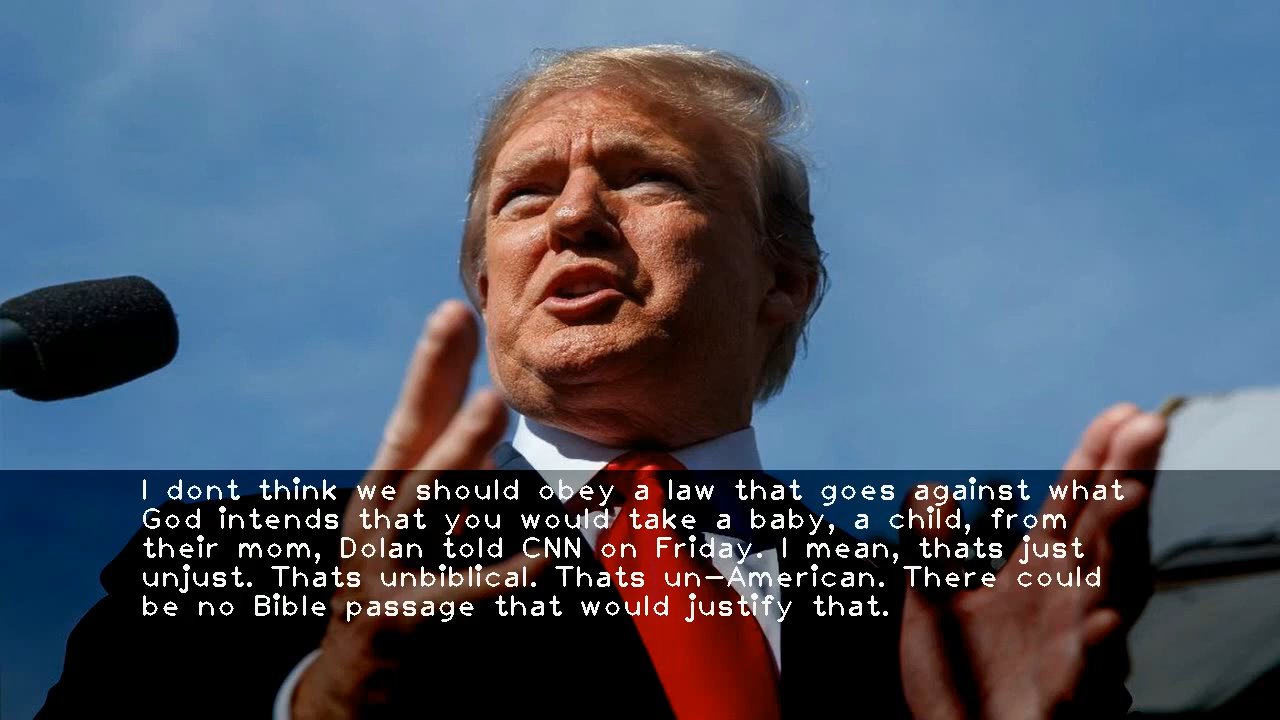 I dont think we should obey a law that goes against what
God intends that you would take a baby, a child, from
their mom, Dolan told CNN on Friday. I mean, thats just
unjust. Thats unbiblical. Thats un-American. There could
be no Bible passage that would justify that.